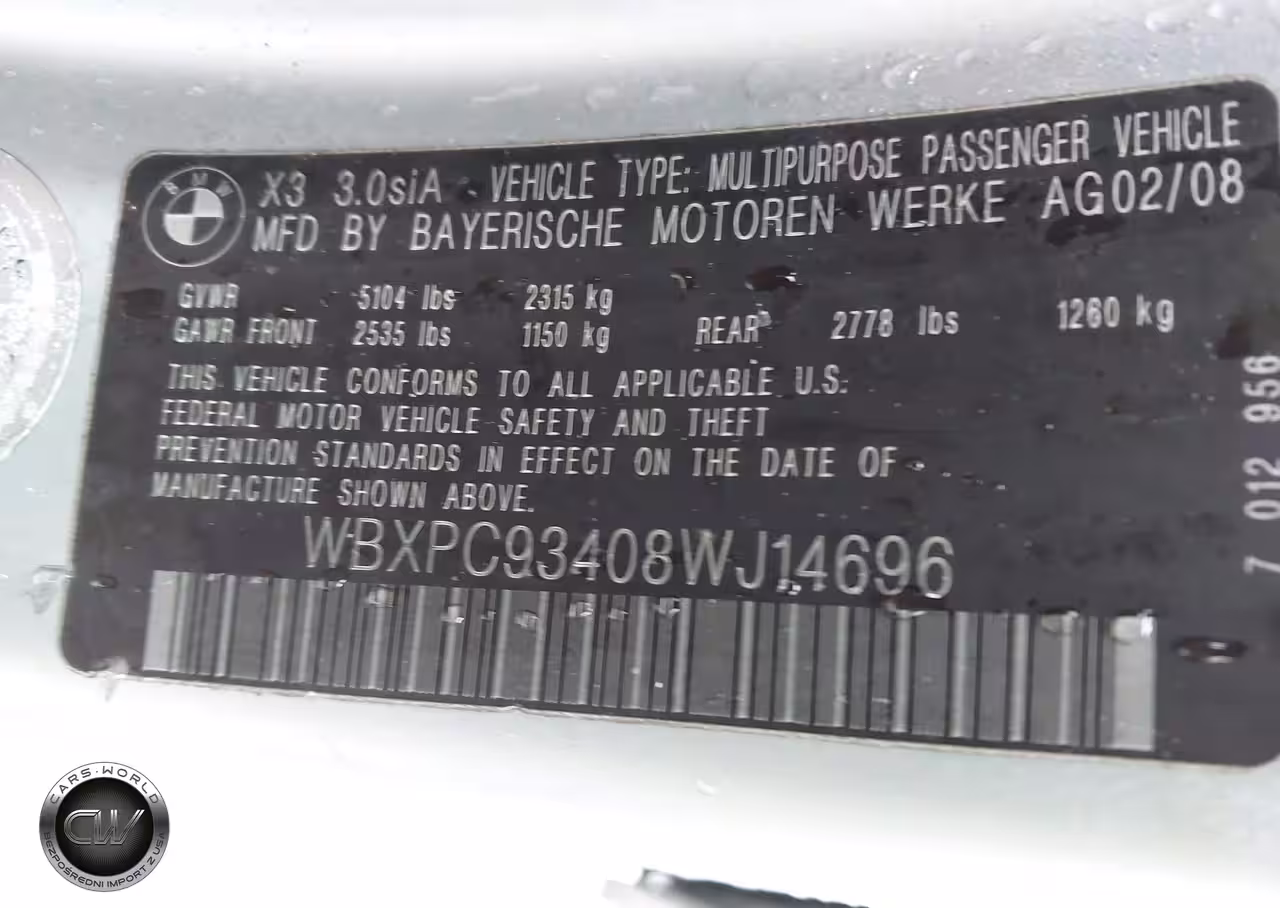 BMW
X3 3.0siA VEHICLE TYPE: MULTIPURPOSE PASSENGER VEHICLE
MFD BY BAYERISCHE MOTOREN WERKE AG02/08
GVWR 5104 lbs 2315 kg
GAWR FRONT 2535 lbs 1150 kg REAR 2778 lbs 1260 kg
THIS VEHICLE CONFORMS TO ALL APPLICABLE U.S.
FEDERAL MOTOR VEHICLE SAFETY AND THEFT
PREVENTION STANDARDS IN EFFECT ON THE DATE OF
MANUFACTURE SHOWN ABOVE.
WBXPC93408WJ14696
7 012 956
CARS·WORLD
CW
BEZPOŚREDNI IMPORT Z USA